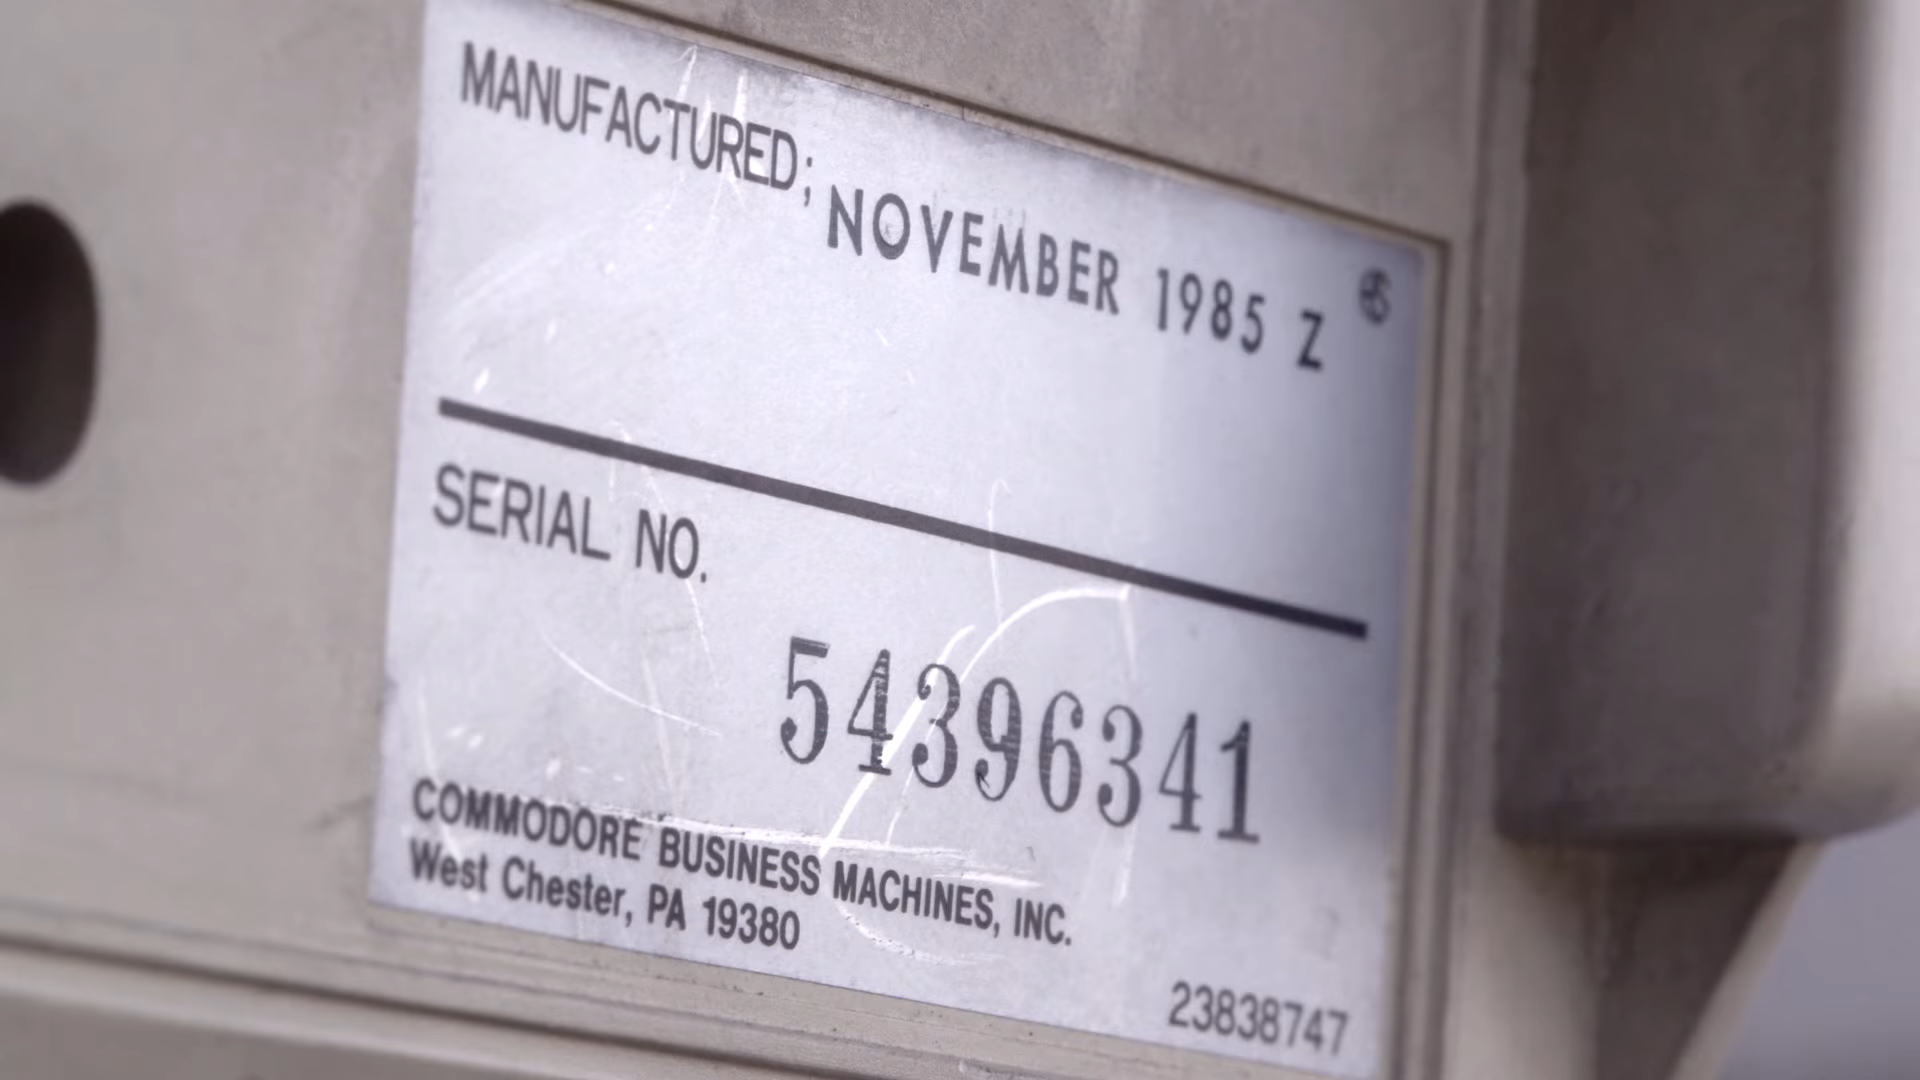 MANUFACTURED; NOVEMBER 1985 Z
SERIAL NO.
54396341
COMMODORE BUSINESS MACHINES, INC.
West Chester, PA 19380
23838747